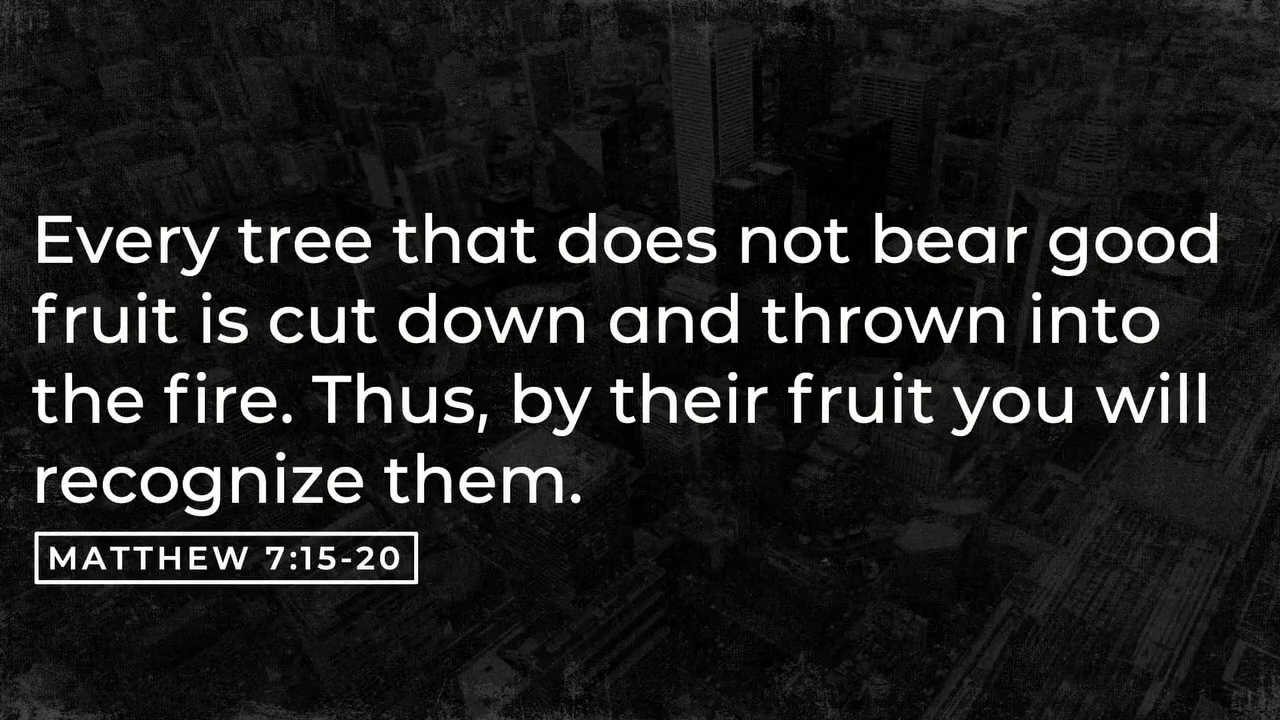 Every tree that does not bear good
fruit is cut down and thrown into
the fire. Thus, by their fruit you will
recognize them.
MATTHEW 7:15-20